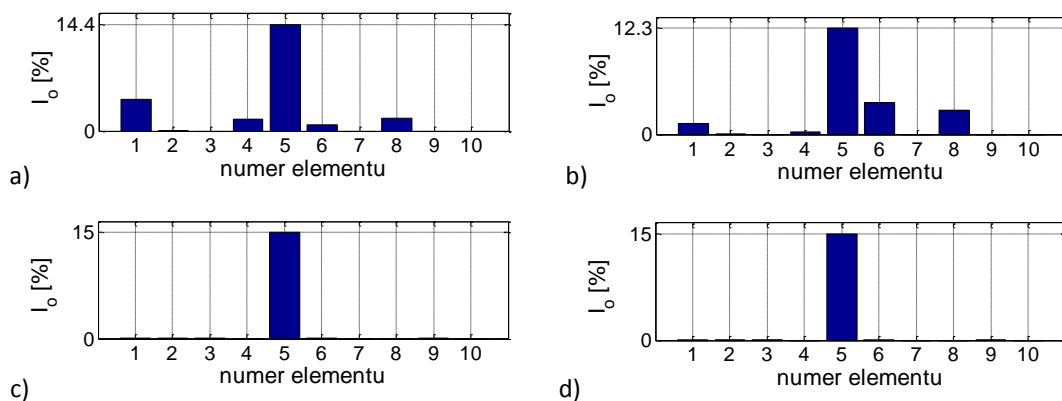 14.4
I_o [%]
0
1 2 3 4 5 6 7 8 9 10
numer elementu
a)
12.3
I_o [%]
0
1 2 3 4 5 6 7 8 9 10
numer elementu
b)
15
I_o [%]
0
1 2 3 4 5 6 7 8 9 10
numer elementu
c)
15
I_o [%]
0
1 2 3 4 5 6 7 8 9 10
numer elementu
d)